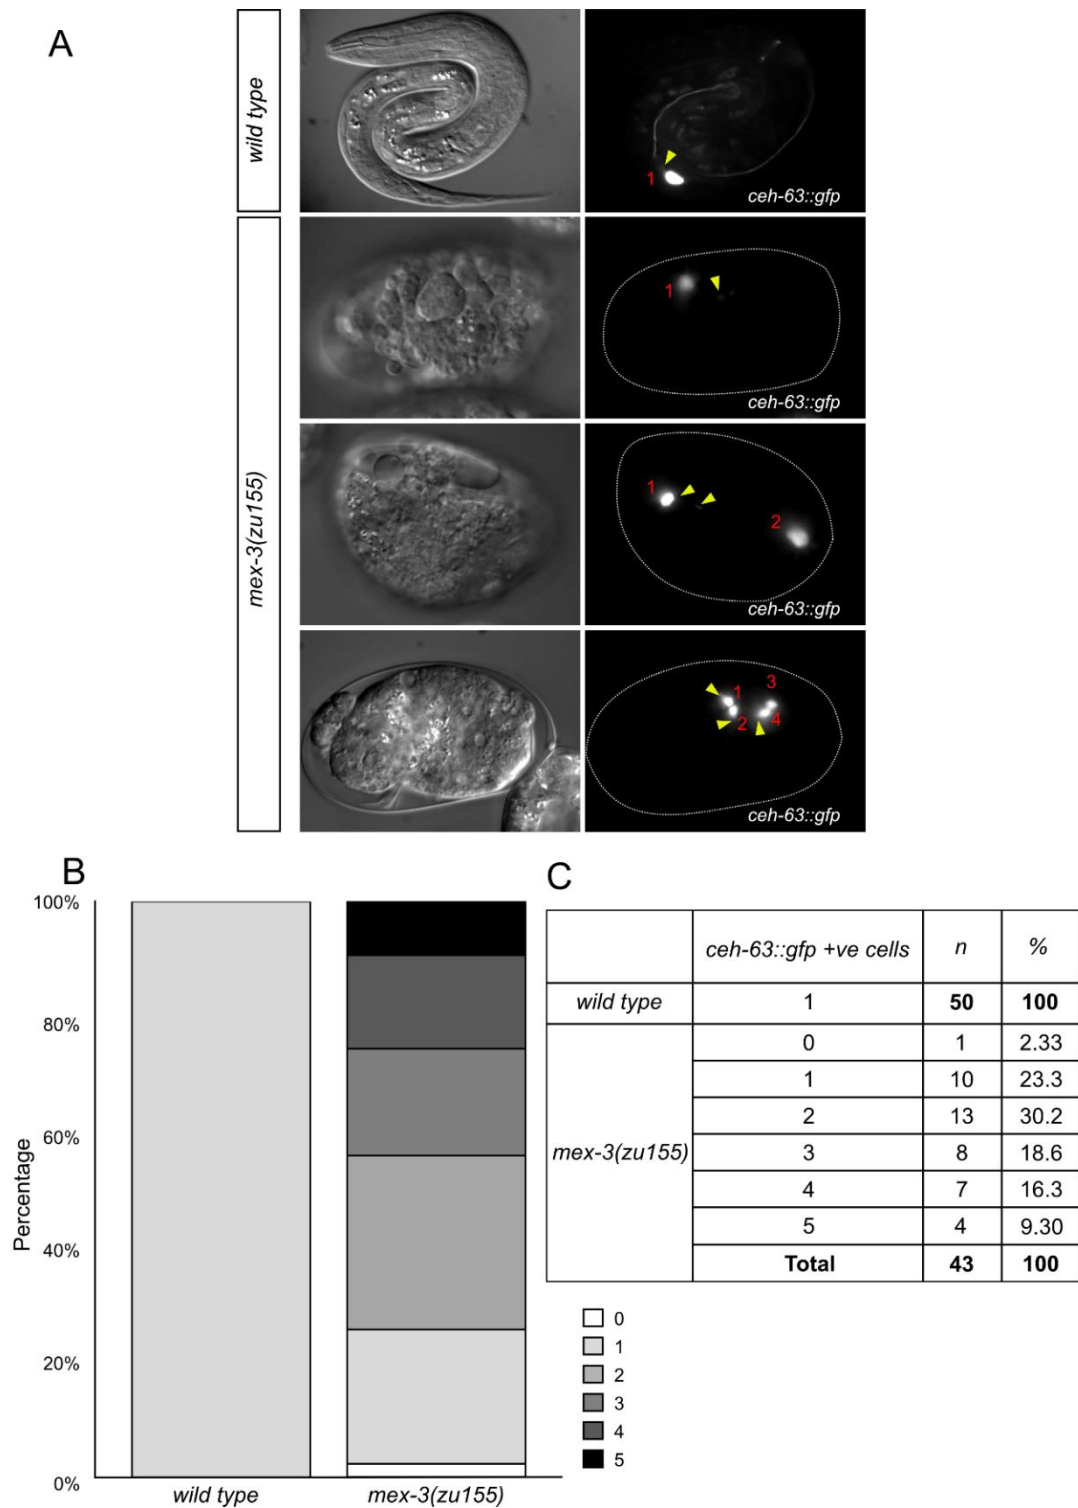 A
wild type
1
ceh-63::gfp
mex-3(zu155)
1
ceh-63::gfp
1
2
ceh-63::gfp
1
3
2
4
ceh-63::gfp
B
100%
80%
60%
40%
20%
0%
Percentage
wild type
mex-3(zu155)
C
ceh-63::gfp +ve cells n %
wild type 1 50 100
mex-3(zu155)
0 1 2.33
1 10 23.3
2 13 30.2
3 8 18.6
4 7 16.3
5 4 9.30
Total 43 100
0
1
2
3
4
5